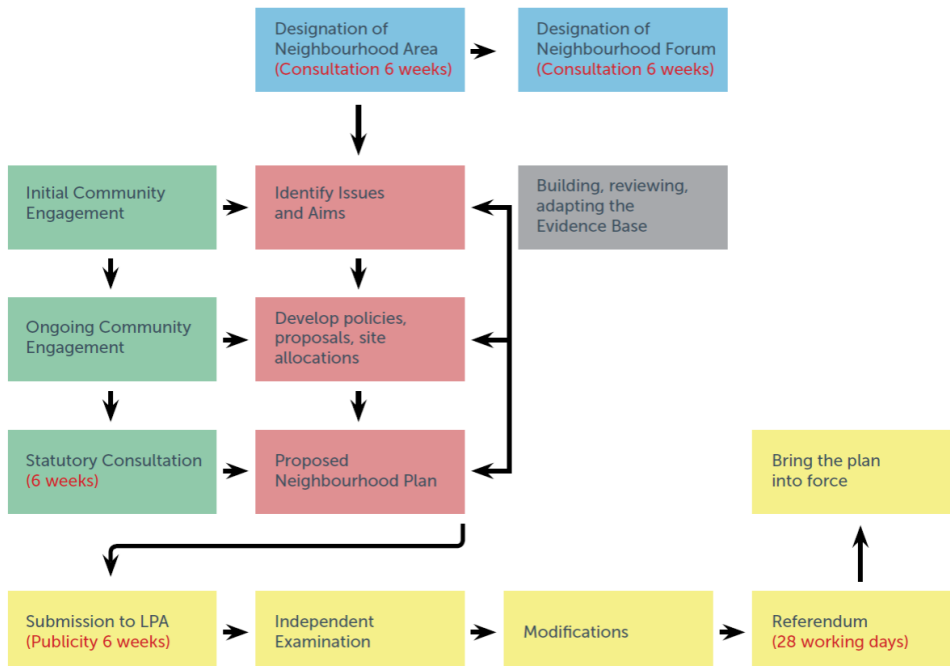 Designation of
Neighbourhood Area
(Consultation 6 weeks)
Designation of
Neighbourhood Forum
(Consultation 6 weeks)
Initial Community
Engagement
Identify Issues
and Aims
Building, reviewing,
adapting the
Evidence Base
Ongoing Community
Engagement
Develop policies,
proposals, site
allocations
Statutory Consultation
(6 weeks)
Proposed
Neighbourhood Plan
Bring the plan
into force
Submission to LPA
(Publicity 6 weeks)
Independent
Examination
Modifications
Referendum
(28 working days)